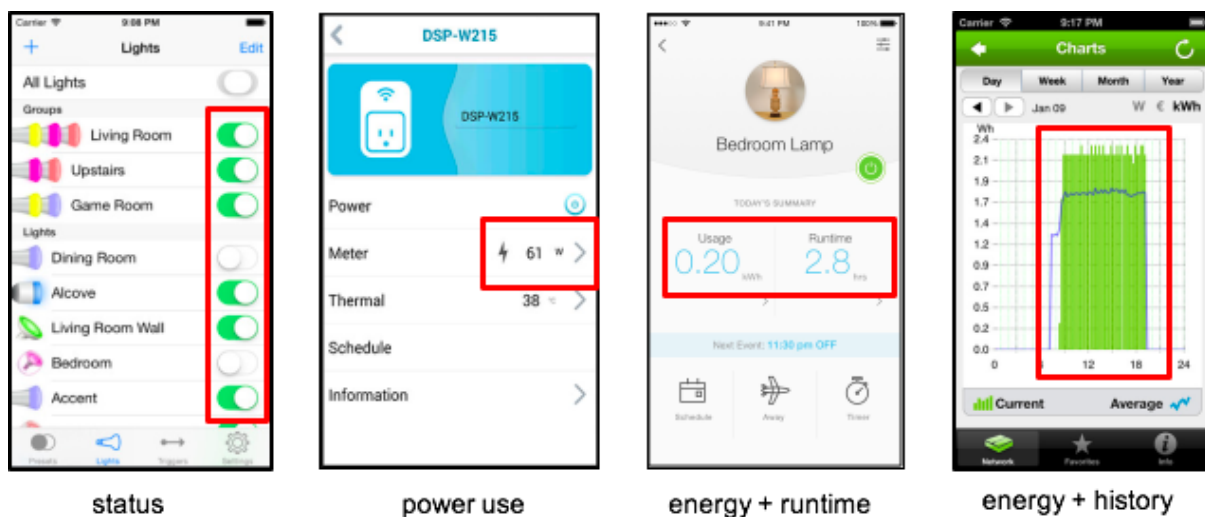 Carrier 9:08 PM
+ Lights Edit
All Lights
Groups
Living Room
Upstairs
Game Room
Lights
Dining Room
Alcove
Living Room Wall
Bedroom
Accent
Presets Lights Triggers Settings
status
DSP-W215
DSP-W215
Power
Meter 61 W
Thermal 38 °C
Schedule
Information
power use
9:41 PM 100%
Bedroom Lamp
TODAY'S SUMMARY
Usage Runtime
0.20 kWh 2.8 hrs
Next Event: 11:30 pm OFF
Schedule Away Timer
energy + runtime
Carrier 9:17 PM
Charts
Day Week Month Year
Jan 09 W € kWh
Wh
2.4
2.1
1.9
1.7
1.4
1.2
0.9
0.7
0.5
0.2
0.0
0 12 18 24
Current Average
Network Favorites Info
energy + history